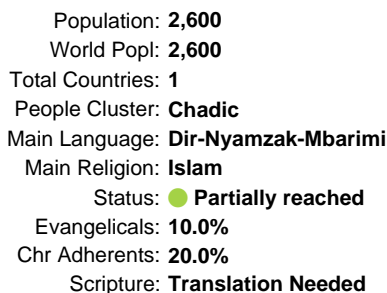 Population: 2,600
World Popl: 2,600
Total Countries: 1
People Cluster: Chadic
Main Language: Dir-Nyamzak-Mbarimi
Main Religion: Islam
Status: Partially reached
Evangelicals: 10.0%
Chr Adherents: 20.0%
Scripture: Translation Needed